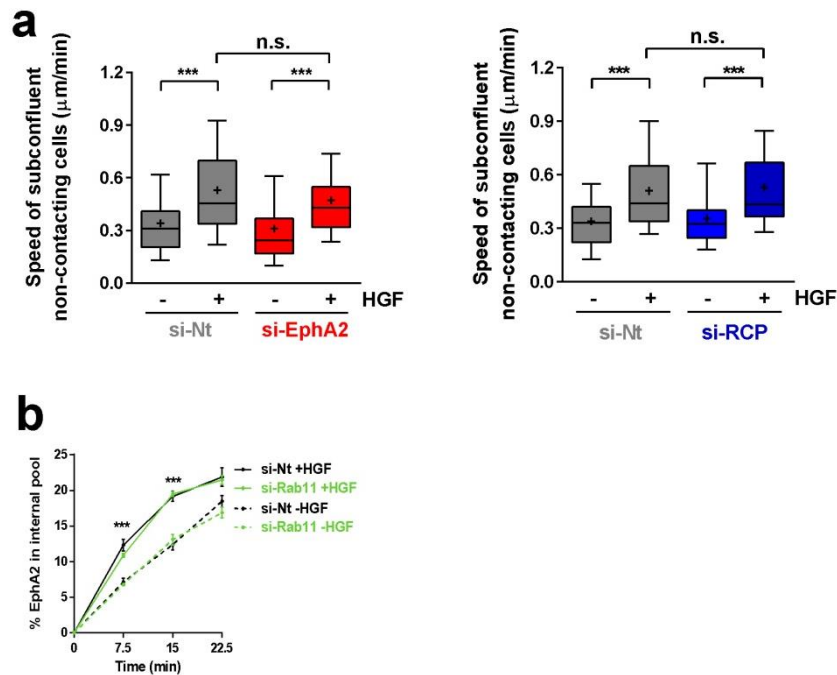 a
n.s.
***
***
Speed of subconfluent
non-contacting cells (μm/min)
1.2
0.9
0.6
0.3
0.0
- + - + HGF
si-Nt si-EphA2
n.s.
***
***
Speed of subconfluent
non-contacting cells (μm/min)
1.2
0.9
0.6
0.3
0.0
- + - + HGF
si-Nt si-RCP
b
% EphA2 in internal pool
25
20
15
10
5
0
***
***
si-Nt +HGF
si-Rab11 +HGF
si-Nt -HGF
si-Rab11 -HGF
0 7.5 15 22.5
Time (min)